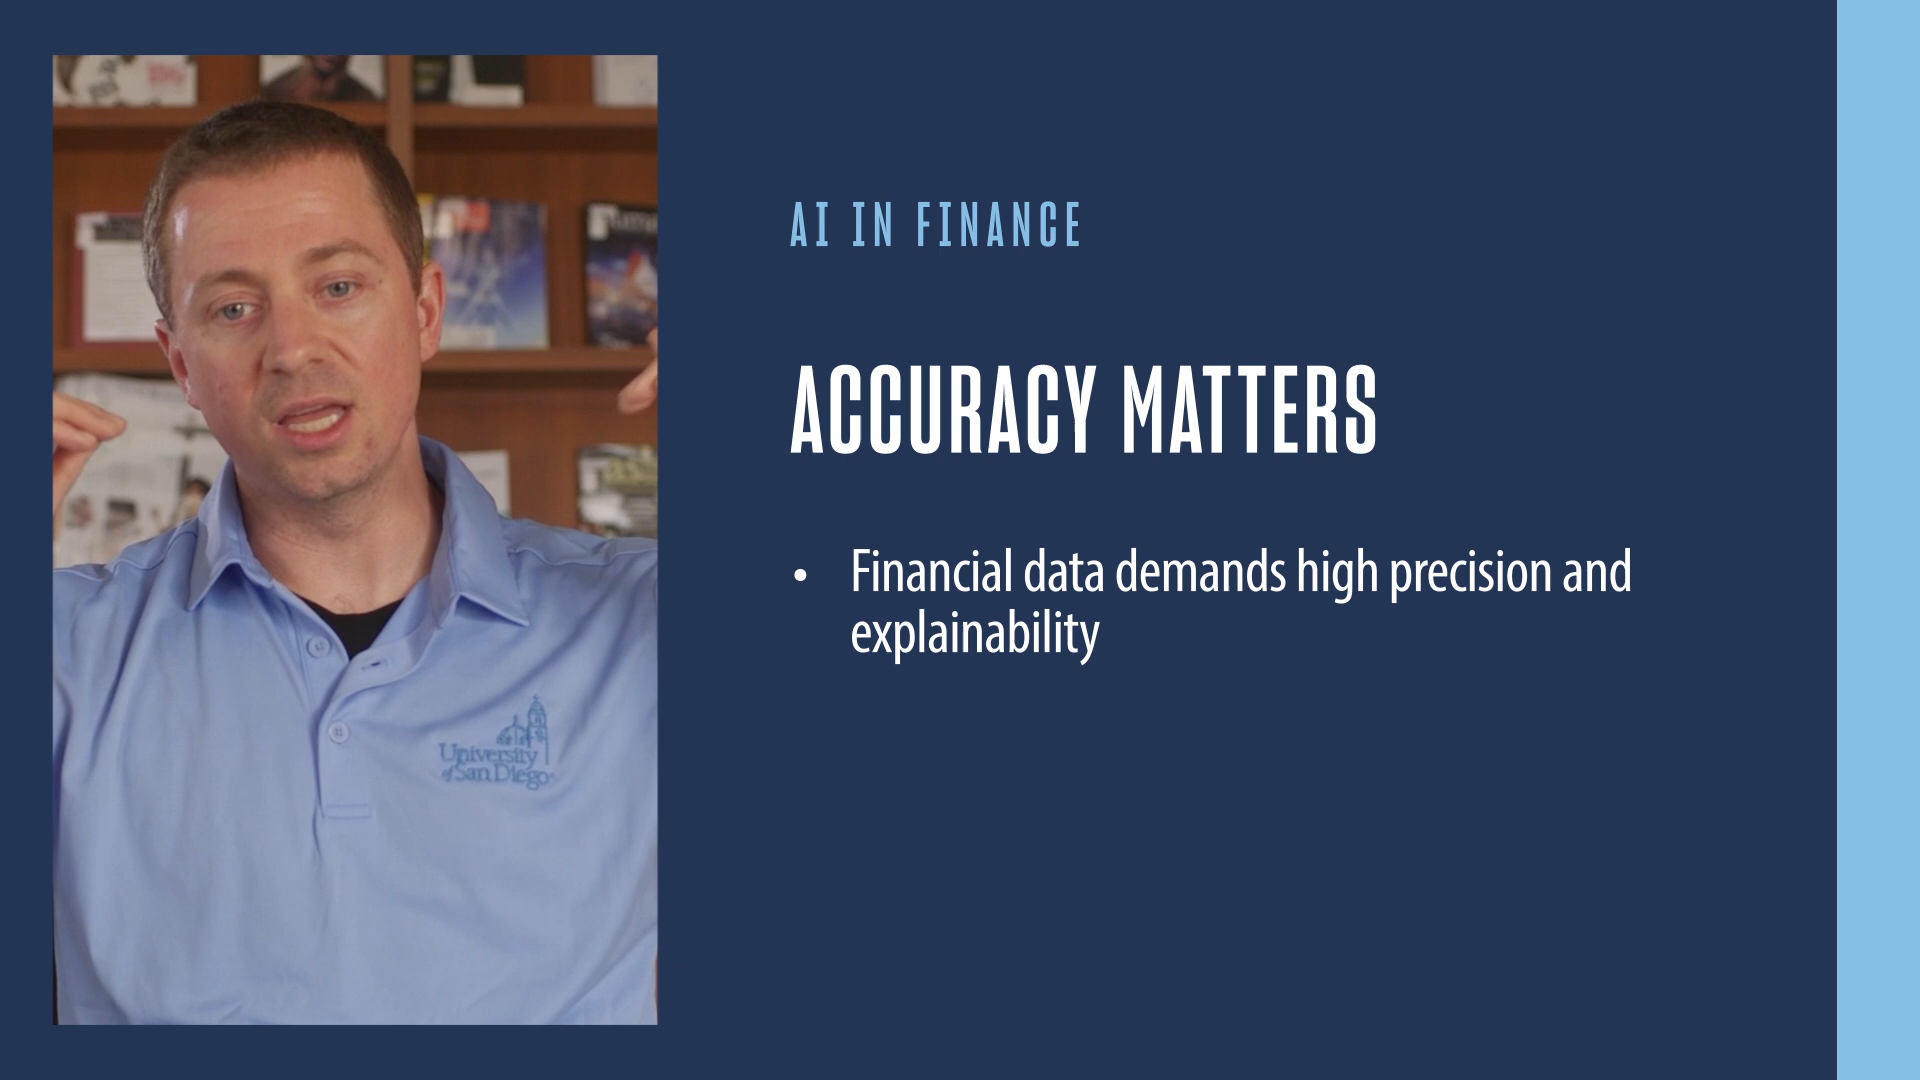 AI IN FINANCE
ACCURACY MATTERS
• Financial data demands high precision and
explainability
University
of San Diego